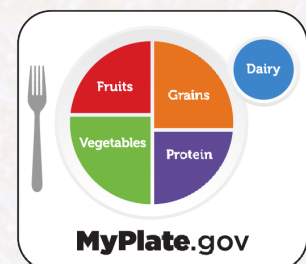 Fruits
Grains
Dairy
Vegetables
Protein
MyPlate.gov